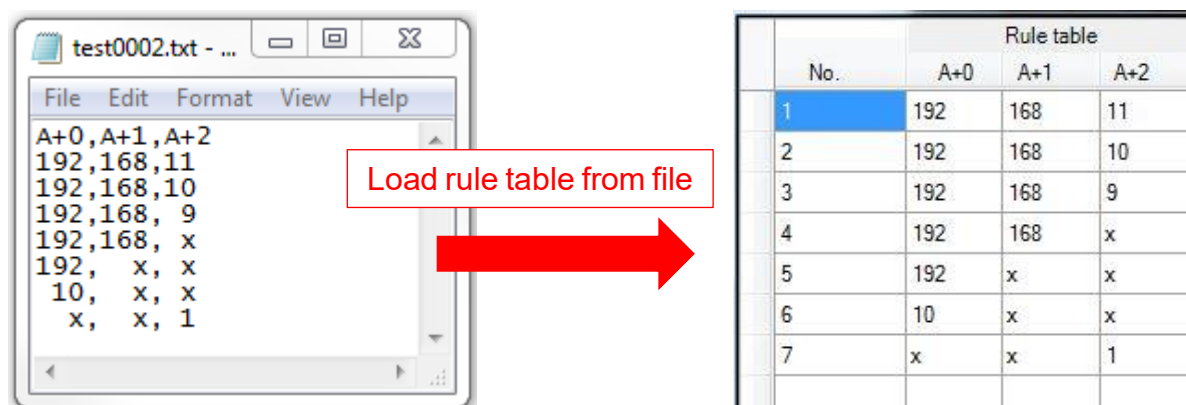 test0002.txt - ...
File Edit Format View Help
A+0,A+1,A+2
192,168,11
192,168,10
192,168, 9
192,168, x
192,  x, x
 10,  x, x
  x,  x, 1
Load rule table from file
Rule table
No. A+0 A+1 A+2
1 192 168 11
2 192 168 10
3 192 168 9
4 192 168 x
5 192 x x
6 10 x x
7 x x 1